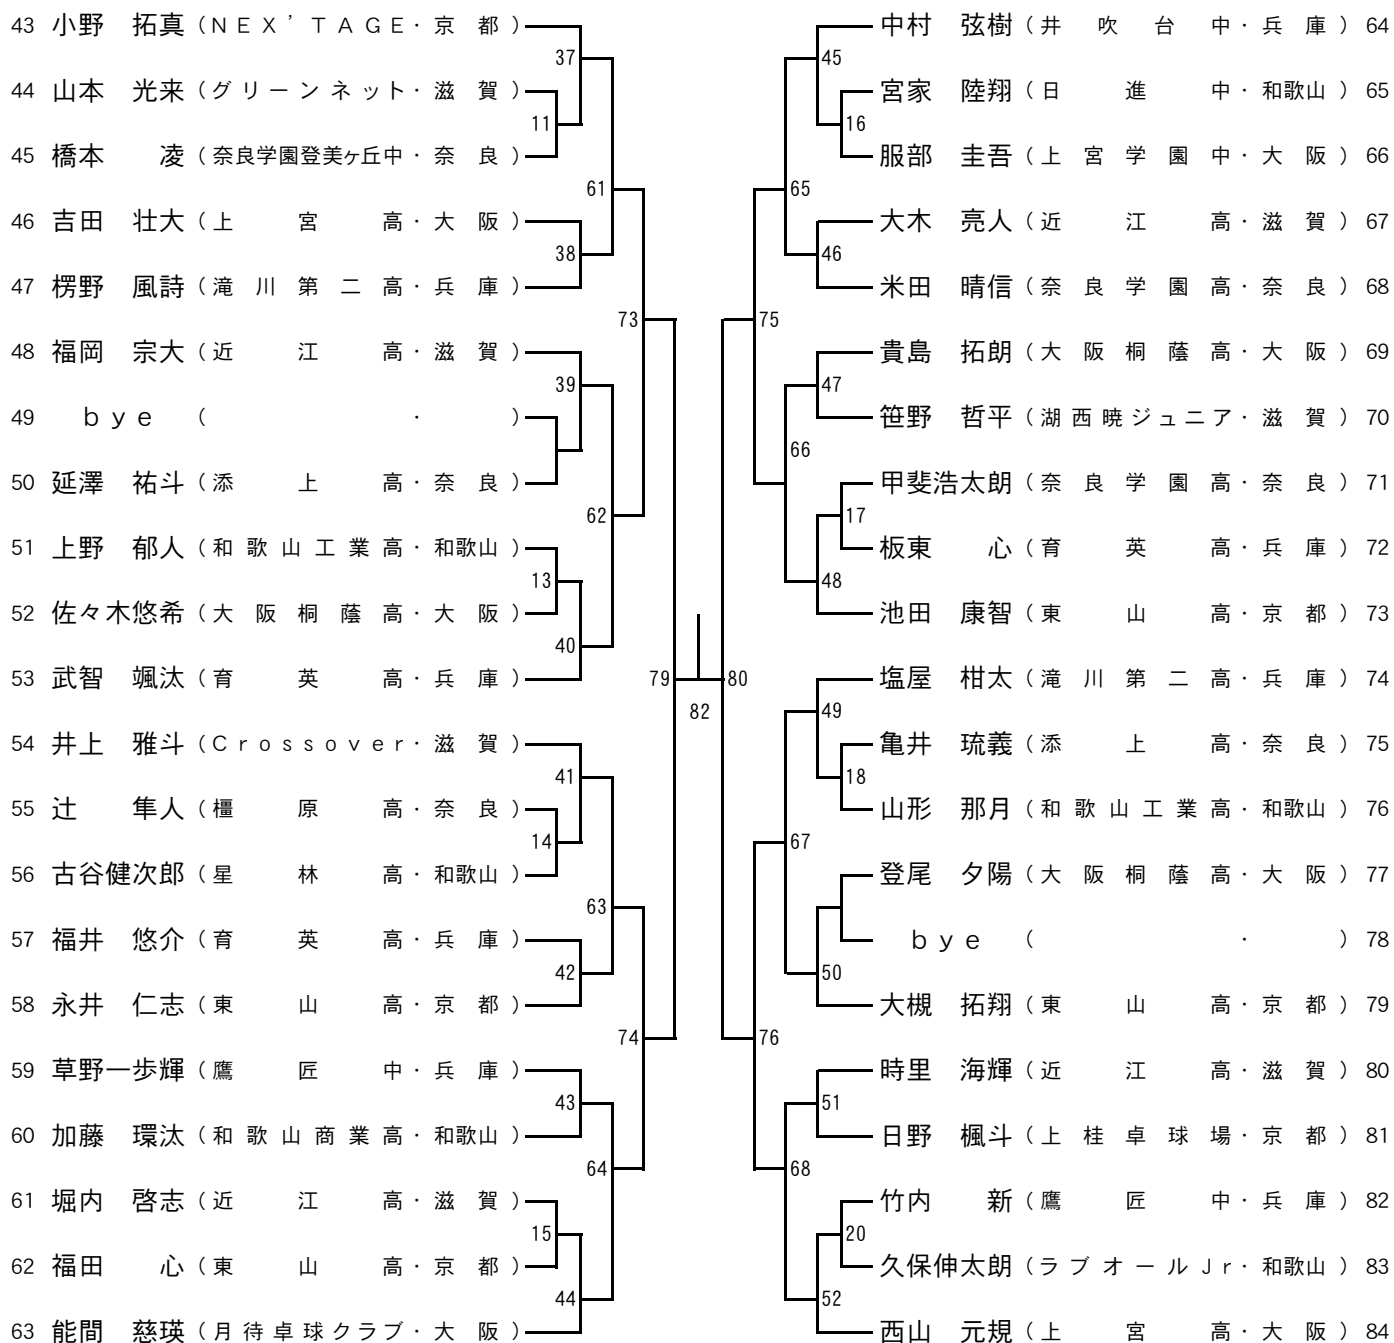 43 小野 拓真 (NEX’TAGE・京都)
37
44 山本 光来 (グリーンネット・滋賀)
11
45 橋本 凌 (奈良学園登美ヶ丘中・奈良)
61
46 吉田 壮大 (上宮高・大阪)
38
47 楞野 風詩 (滝川第二高・兵庫)
73
48 福岡 宗大 (近江高・滋賀)
39
49 bye ( ・ )
50 延澤 祐斗 (添上高・奈良)
62
51 上野 郁人 (和歌山工業高・和歌山)
13
52 佐々木悠希 (大阪桐蔭高・大阪)
40
53 武智 颯汰 (育英高・兵庫)
79
54 井上 雅斗 (Crossover・滋賀)
41
55 辻 隼人 (橿原高・奈良)
14
56 古谷健次郎 (星林高・和歌山)
63
57 福井 悠介 (育英高・兵庫)
42
58 永井 仁志 (東山高・京都)
74
59 草野一歩輝 (鷹匠中・兵庫)
43
60 加藤 環汰 (和歌山商業高・和歌山)
64
61 堀内 啓志 (近江高・滋賀)
15
62 福田 心 (東山高・京都)
44
63 能間 慈瑛 (月待卓球クラブ・大阪)
82
中村 弦樹 (井吹台中・兵庫) 64
45
宮家 陸翔 (日進中・和歌山) 65
16
服部 圭吾 (上宮学園中・大阪) 66
65
大木 亮人 (近江高・滋賀) 67
46
米田 晴信 (奈良学園高・奈良) 68
75
貴島 拓朗 (大阪桐蔭高・大阪) 69
47
笹野 哲平 (湖西暁ジュニア・滋賀) 70
66
甲斐浩太朗 (奈良学園高・奈良) 71
17
板東 心 (育英高・兵庫) 72
48
池田 康智 (東山高・京都) 73
80
塩屋 柑太 (滝川第二高・兵庫) 74
49
亀井 琉義 (添上高・奈良) 75
18
山形 那月 (和歌山工業高・和歌山) 76
67
登尾 夕陽 (大阪桐蔭高・大阪) 77
bye ( ・ ) 78
50
大槻 拓翔 (東山高・京都) 79
76
時里 海輝 (近江高・滋賀) 80
51
日野 楓斗 (上桂卓球場・京都) 81
68
竹内 新 (鷹匠中・兵庫) 82
20
久保伸太朗 (ラブオールJr・和歌山) 83
52
西山 元規 (上宮高・大阪) 84